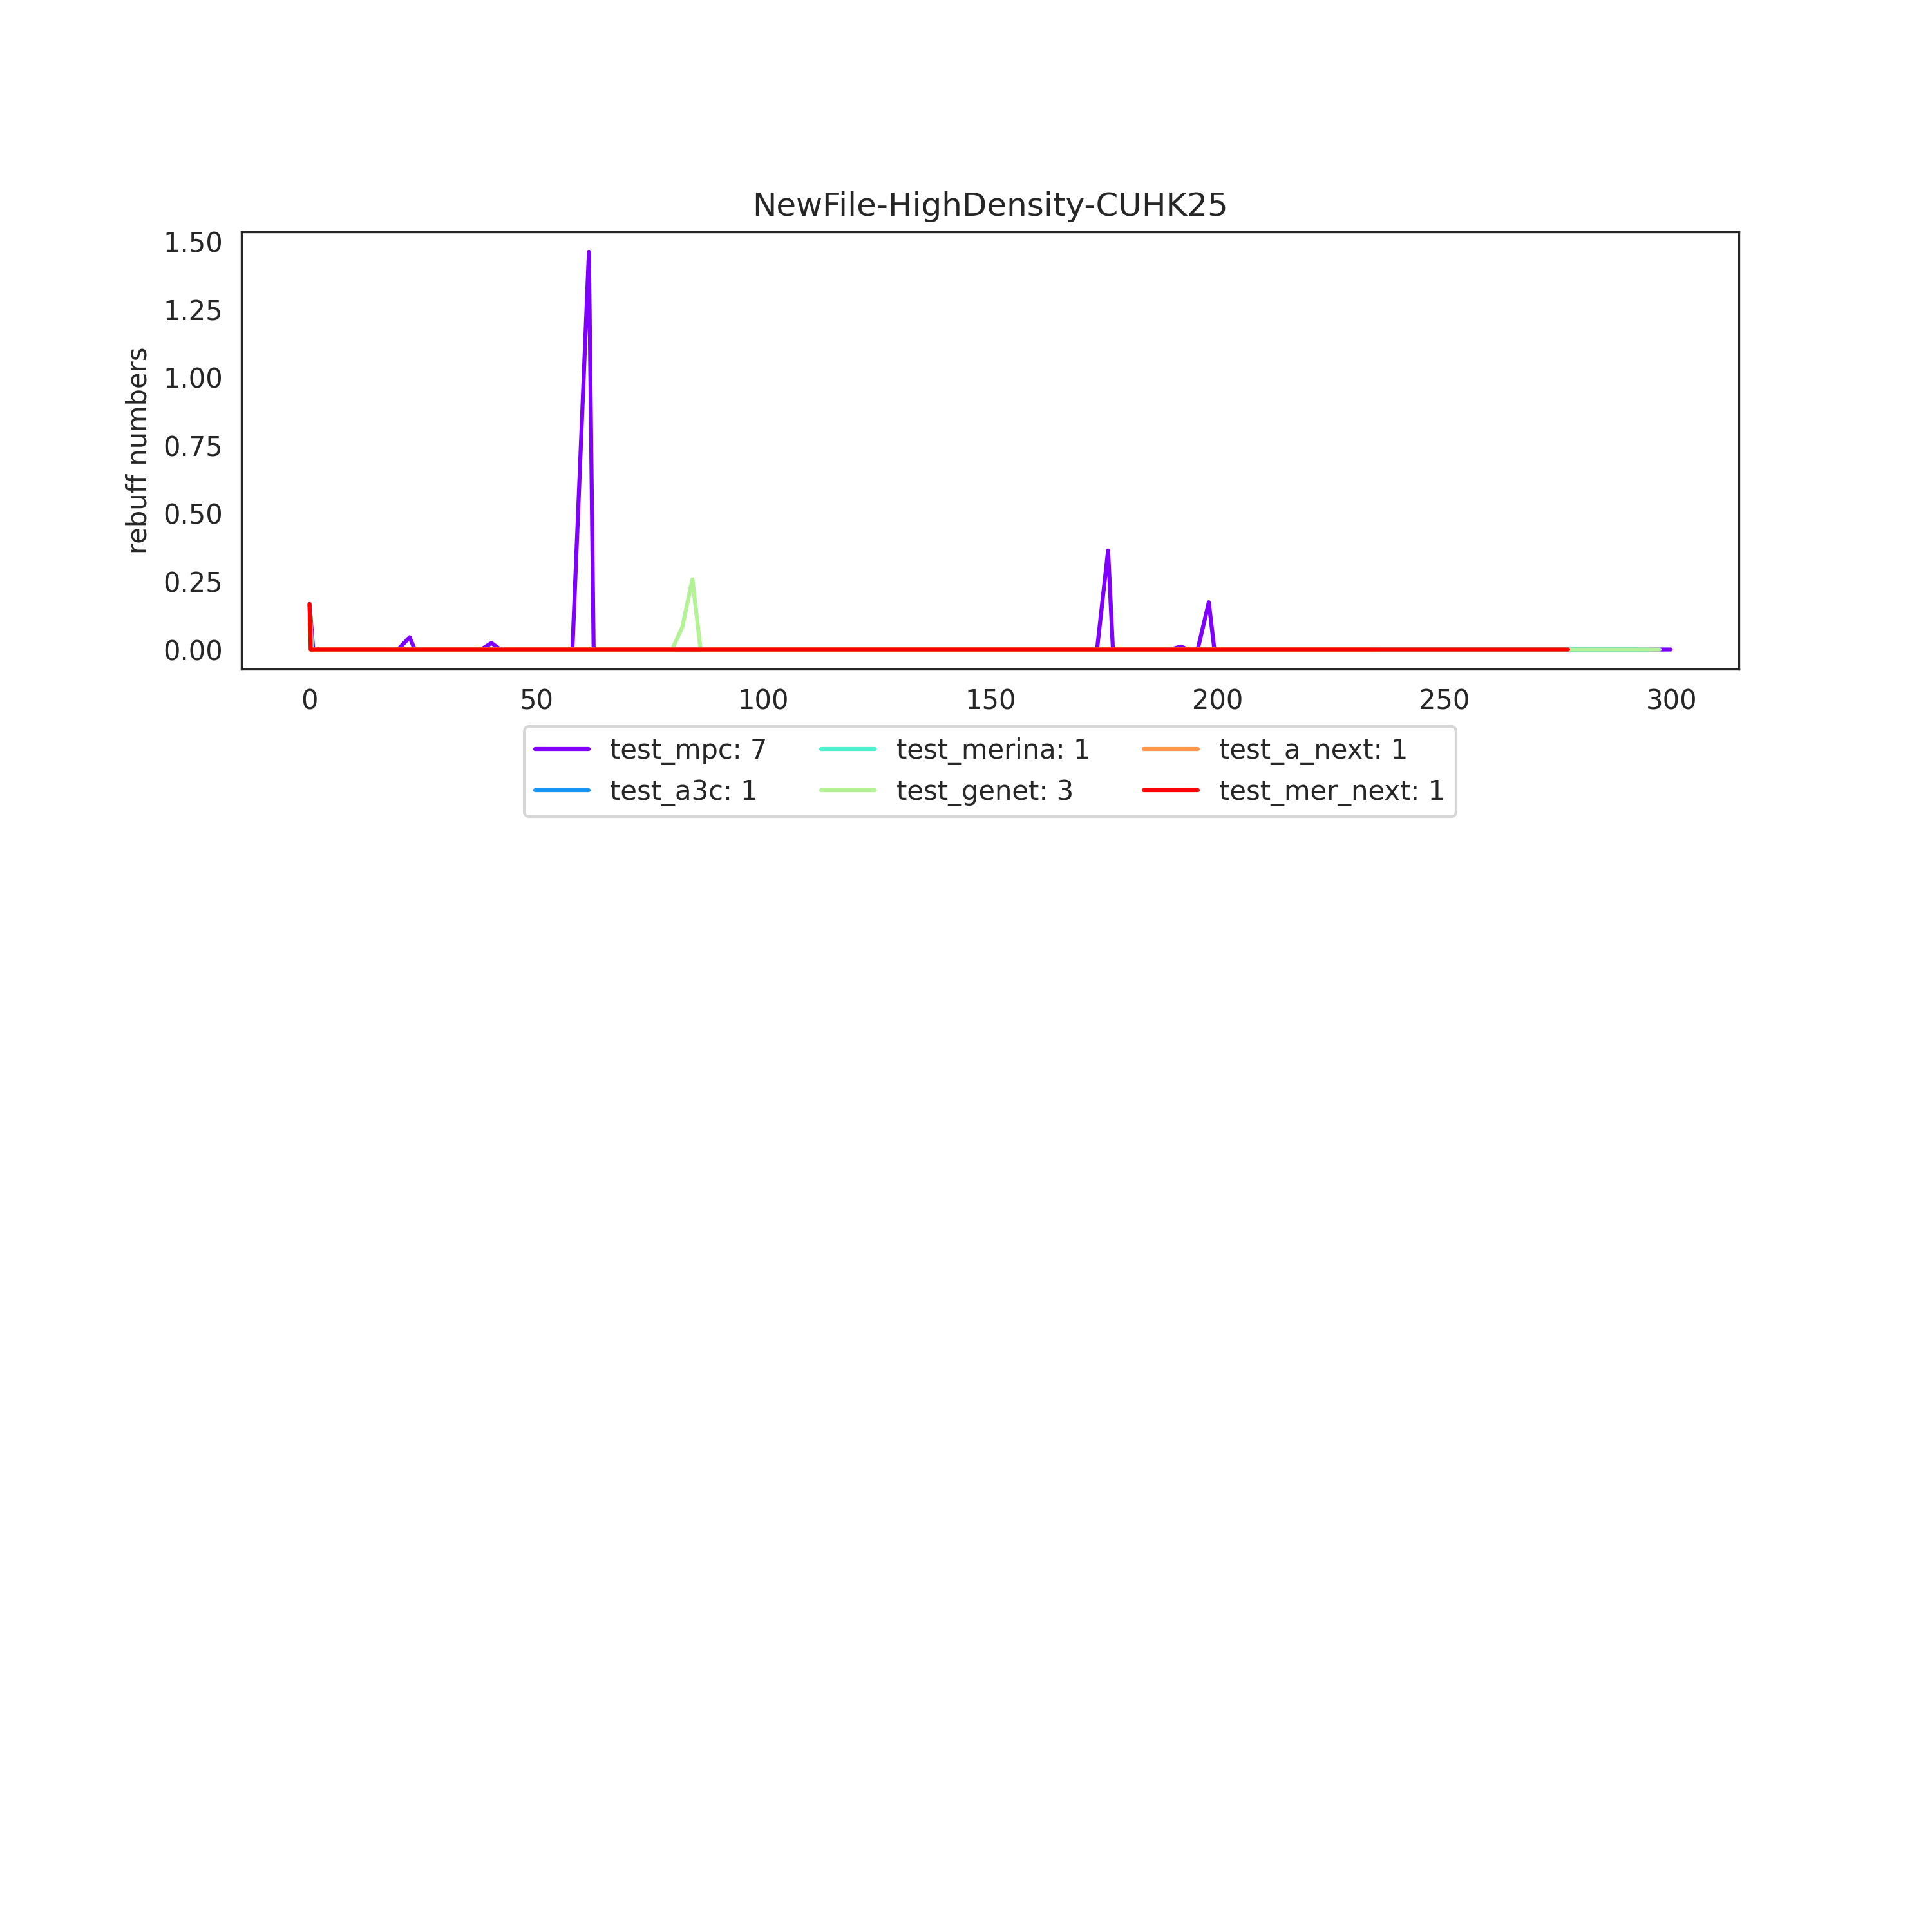 NewFile-HighDensity-CUHK25
1.50
1.25
1.00
0.75
0.50
0.25
0.00
rebuff numbers
0 50 100 150 200 250 300
test_mpc: 7 test_merina: 1 test_a_next: 1
test_a3c: 1 test_genet: 3 test_mer_next: 1